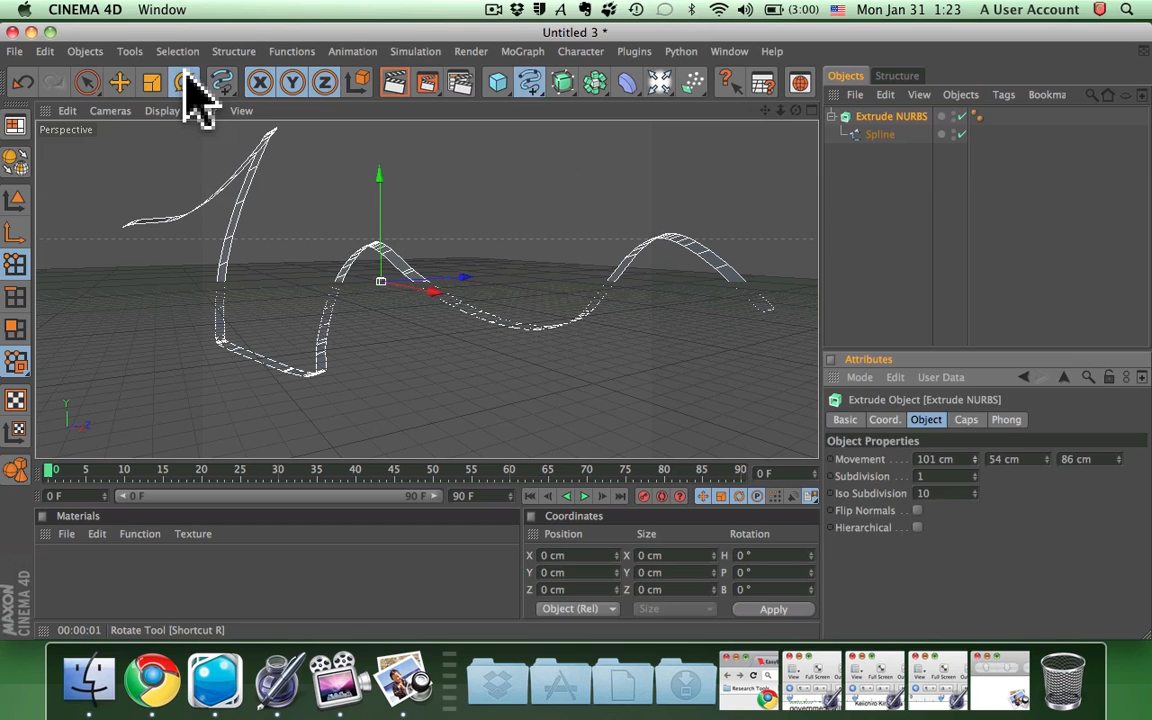 CINEMA 4D Window (3:00) Mon Jan 31 1:23 A User Account
Untitled 3 *
File Edit Objects Tools Selection Structure Functions Animation Simulation Render MoGraph Character Plugins Python Window Help
X Y Z
Objects Structure
Edit Cameras Display View
File Edit View Objects Tags Bookma
Perspective
Extrude NURBS
Spline
Attributes
Mode Edit User Data
Extrude Object [Extrude NURBS]
Basic Coord. Object Caps Phong
Object Properties
Movement 101 cm 54 cm 86 cm
Subdivision 1
Iso Subdivision 10
Flip Normals
Hierarchical
Y
Z
0 5 10 15 20 25 30 35 40 45 50 55 60 65 70 75 80 85 90 0 F
0 F 0 F 90 F 90 F
Materials
File Edit Function Texture
Coordinates
Position Size Rotation
X 0 cm X 0 cm H 0 °
Y 0 cm Y 0 cm P 0 °
Z 0 cm Z 0 cm B 0 °
Object (Rel) Size Apply
MAXON
CINEMA 4D
00:00:01 Rotate Tool [Shortcut R]